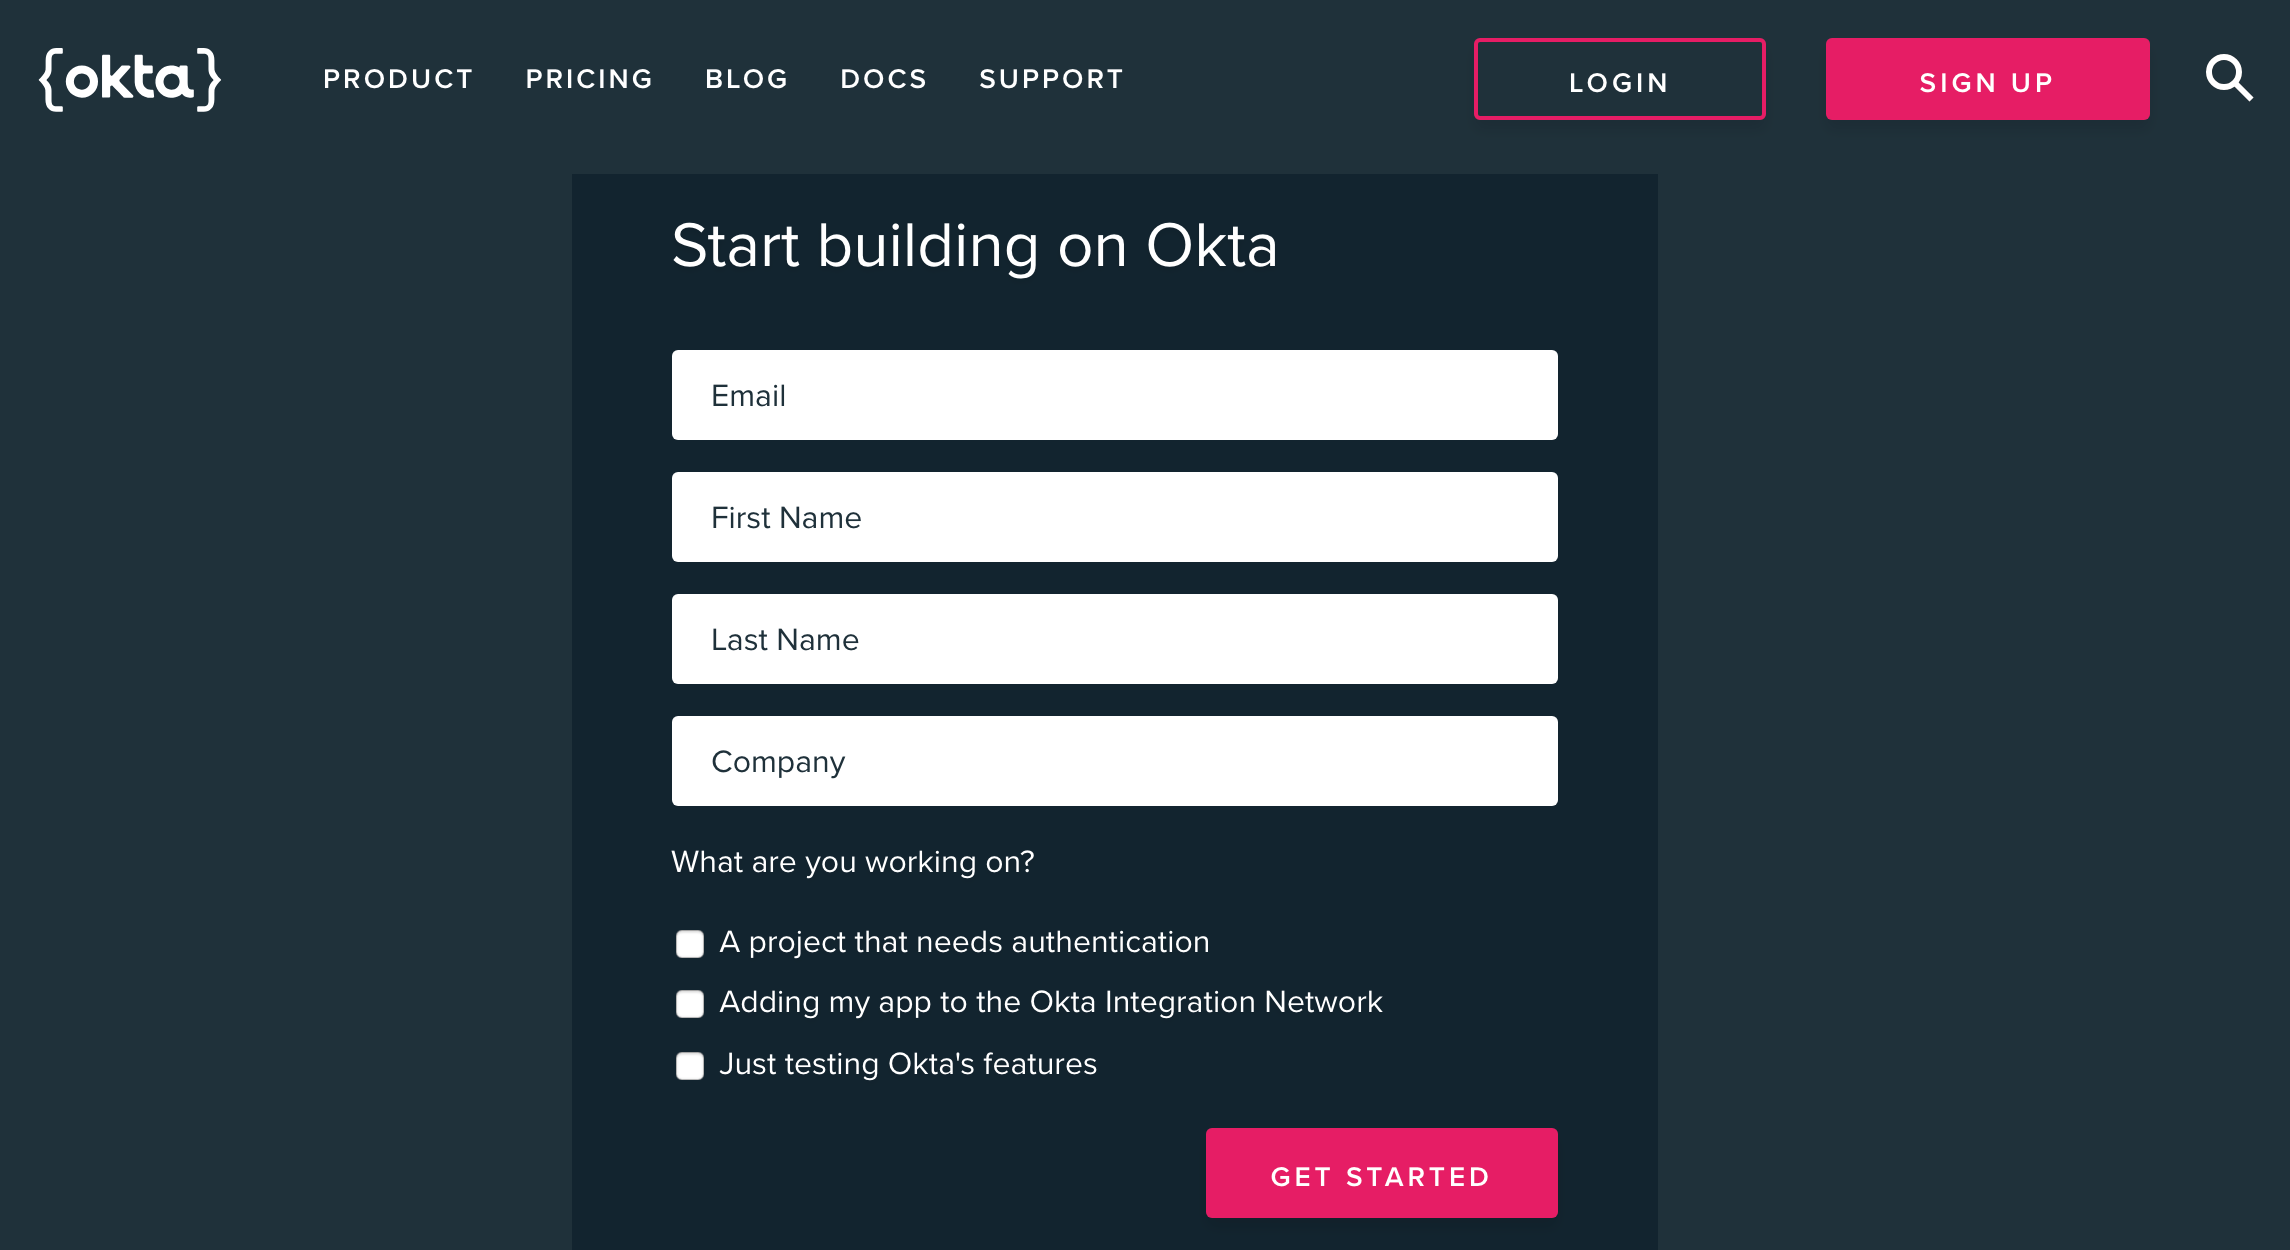 {okta}
PRODUCT PRICING BLOG DOCS SUPPORT LOGIN SIGN UP
Start building on Okta
Email
First Name
Last Name
Company
What are you working on?
A project that needs authentication
Adding my app to the Okta Integration Network
Just testing Okta's features
GET STARTED